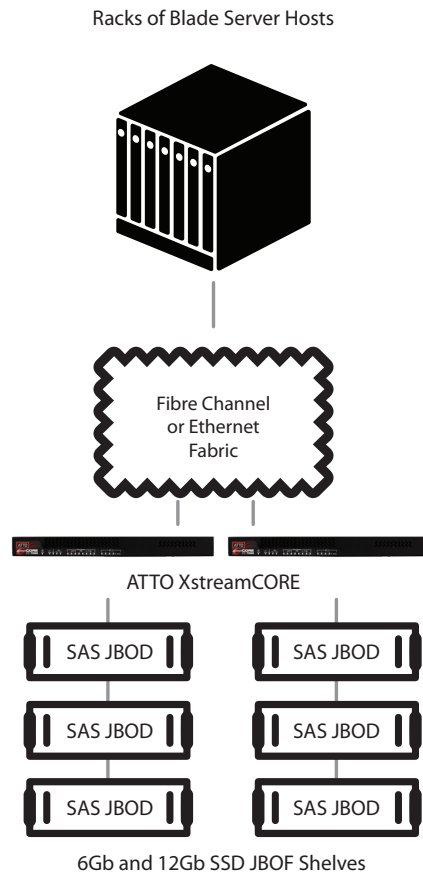 Racks of Blade Server Hosts
Fibre Channel
or Ethernet
Fabric
ATTO XstreamCORE
SAS JBOD
SAS JBOD
SAS JBOD
SAS JBOD
SAS JBOD
SAS JBOD
6Gb and 12Gb SSD JBOF Shelves